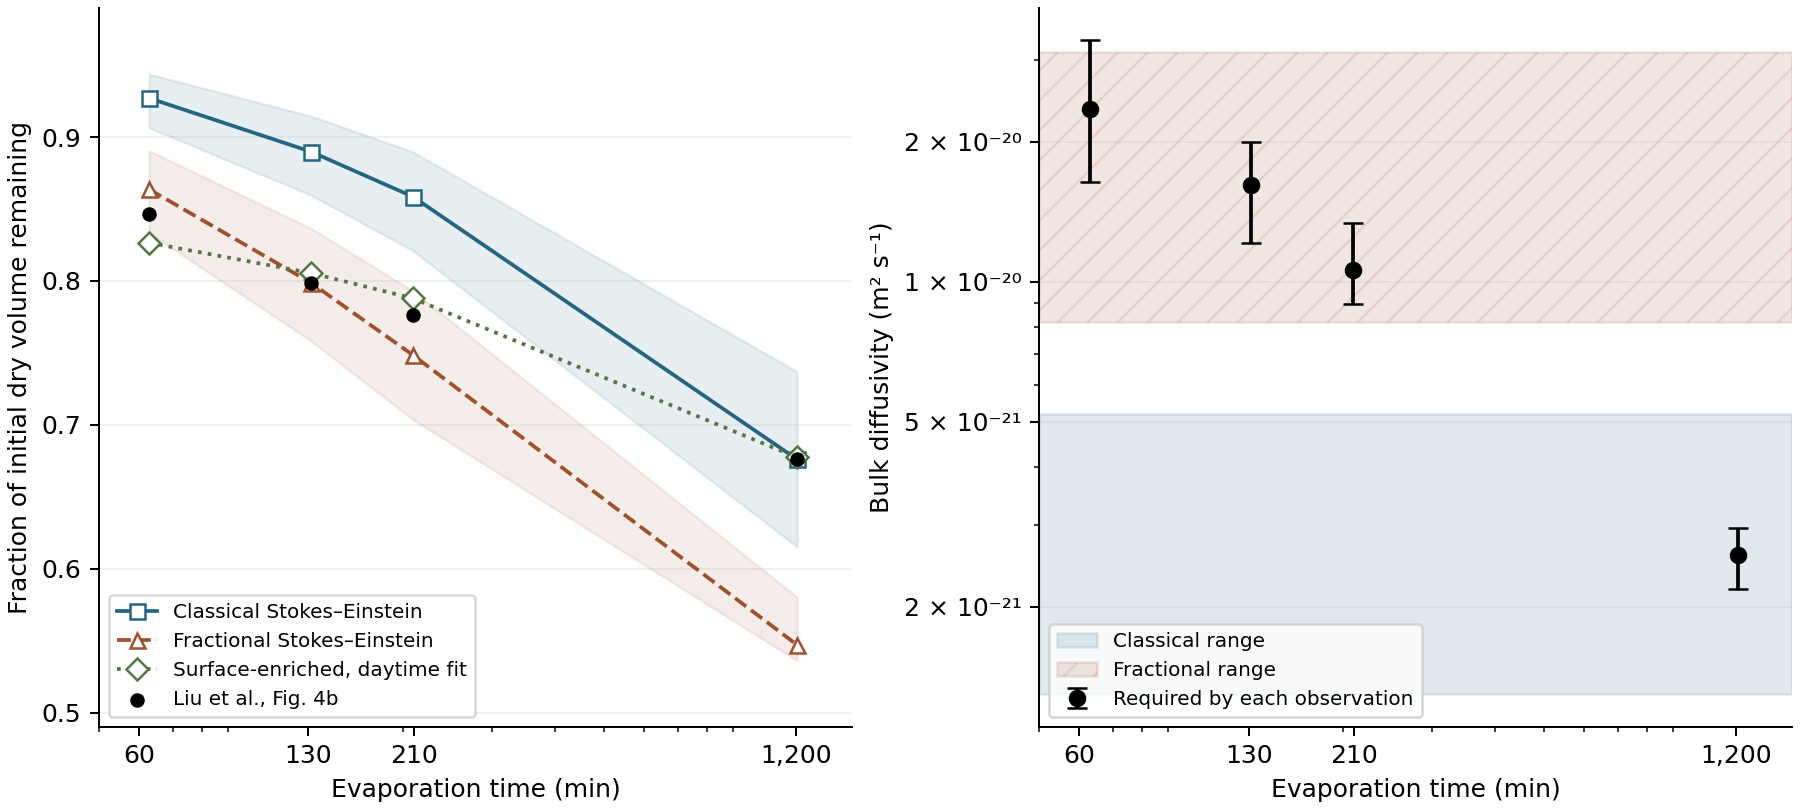 Fraction of initial dry volume remaining
0.9
0.8
0.7
0.6
0.5
Classical Stokes–Einstein
Fractional Stokes–Einstein
Surface-enriched, daytime fit
Liu et al., Fig. 4b
60
130
210
1,200
Evaporation time (min)
Bulk diffusivity (m² s⁻¹)
2 × 10⁻²⁰
1 × 10⁻²⁰
5 × 10⁻²¹
2 × 10⁻²¹
Classical range
Fractional range
Required by each observation
60
130
210
1,200
Evaporation time (min)